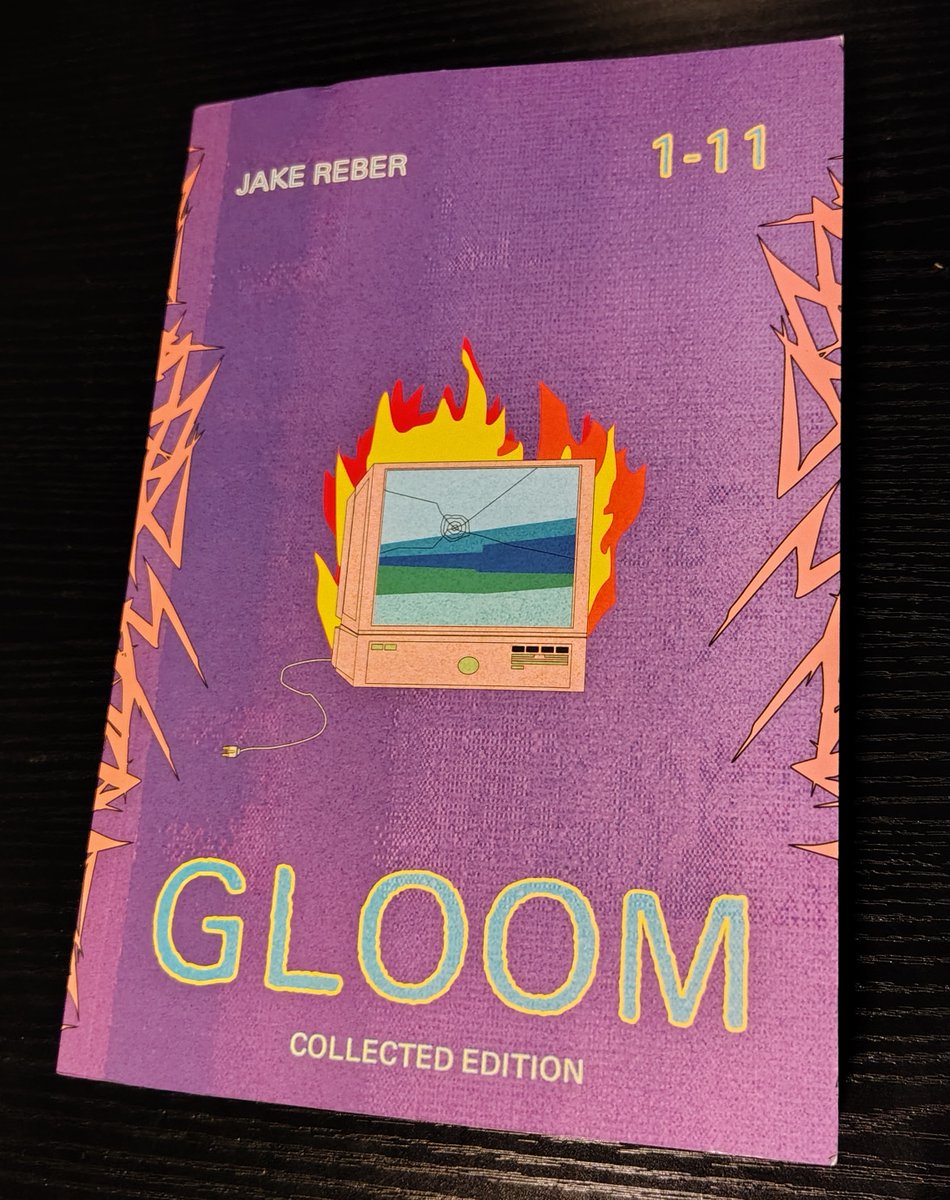 JAKE REBER
1-11
GLOOM
COLLECTED EDITION